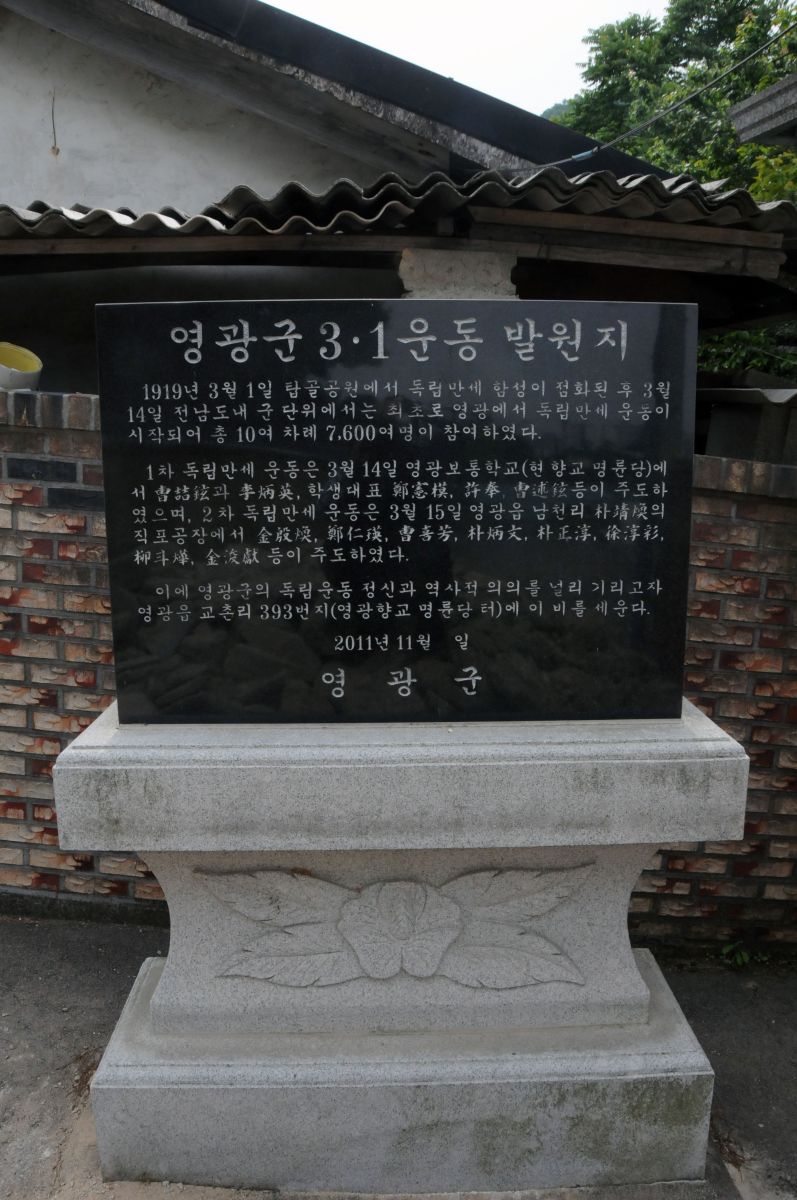 영광군 3·1운동 발원지
1919년 3월 1일 탑골공원에서 독립만세 함성이 점화된 후 3월
14일 전남도내 군 단위에서는 최초로 영광에서 독립만세 운동이
시작되어 총 10여 차례 7,600여명이 참여하였다.
1차 독립만세 운동은 3월 14일 영광보통학교(현 향교 명륜당)에
서 曹喆鉉과 李炳英, 학생대표 鄭憲模, 許奉, 曹述鉉등이 주도하
였으며, 2차 독립만세 운동은 3월 15일 영광읍 남천리 朴靖煥의
직포공장에서 金殷煥, 鄭仁瑛, 曹喜芳, 朴炳文, 朴正淳, 徐淳彩,
柳斗燁, 金浚獻 등이 주도하였다.
이에 영광군의 독립운동 정신과 역사적 의의를 널리 기리고자
영광읍 교촌리 393번지(영광향교 명륜당 터)에 이 비를 세운다.
2011년 11월 일
영광군